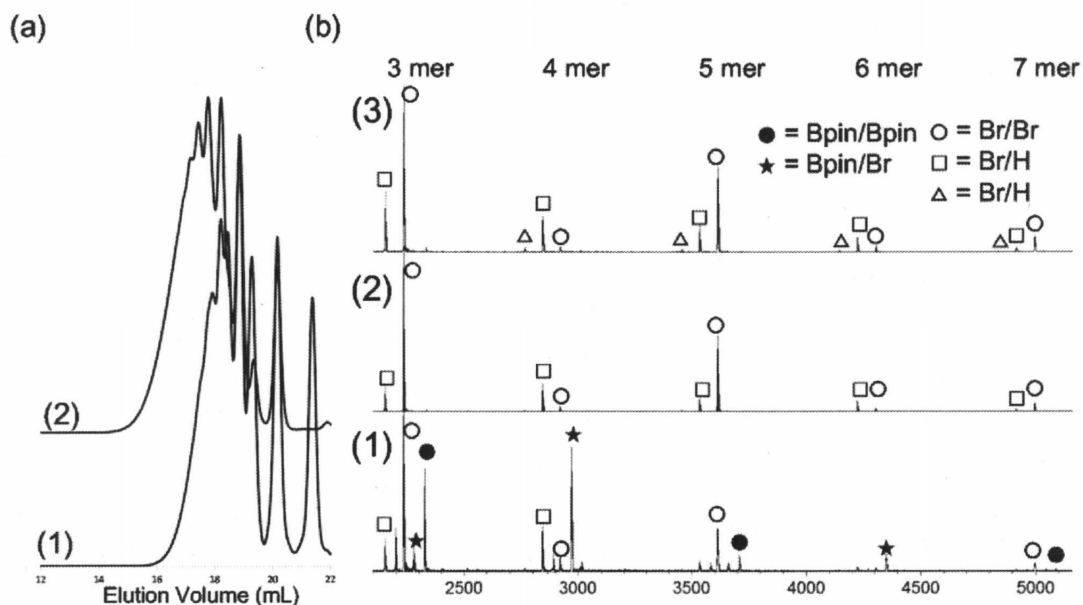 (a)
(b)
3 mer 4 mer 5 mer 6 mer 7 mer
(3)
● = Bpin/Bpin ○ = Br/Br
★ = Bpin/Br □ = Br/H
△ = Br/H
(2)
(2)
(1)
(1)
12 14 16 18 20 22
Elution Volume (mL)
2500 3000 3500 4000 4500 5000